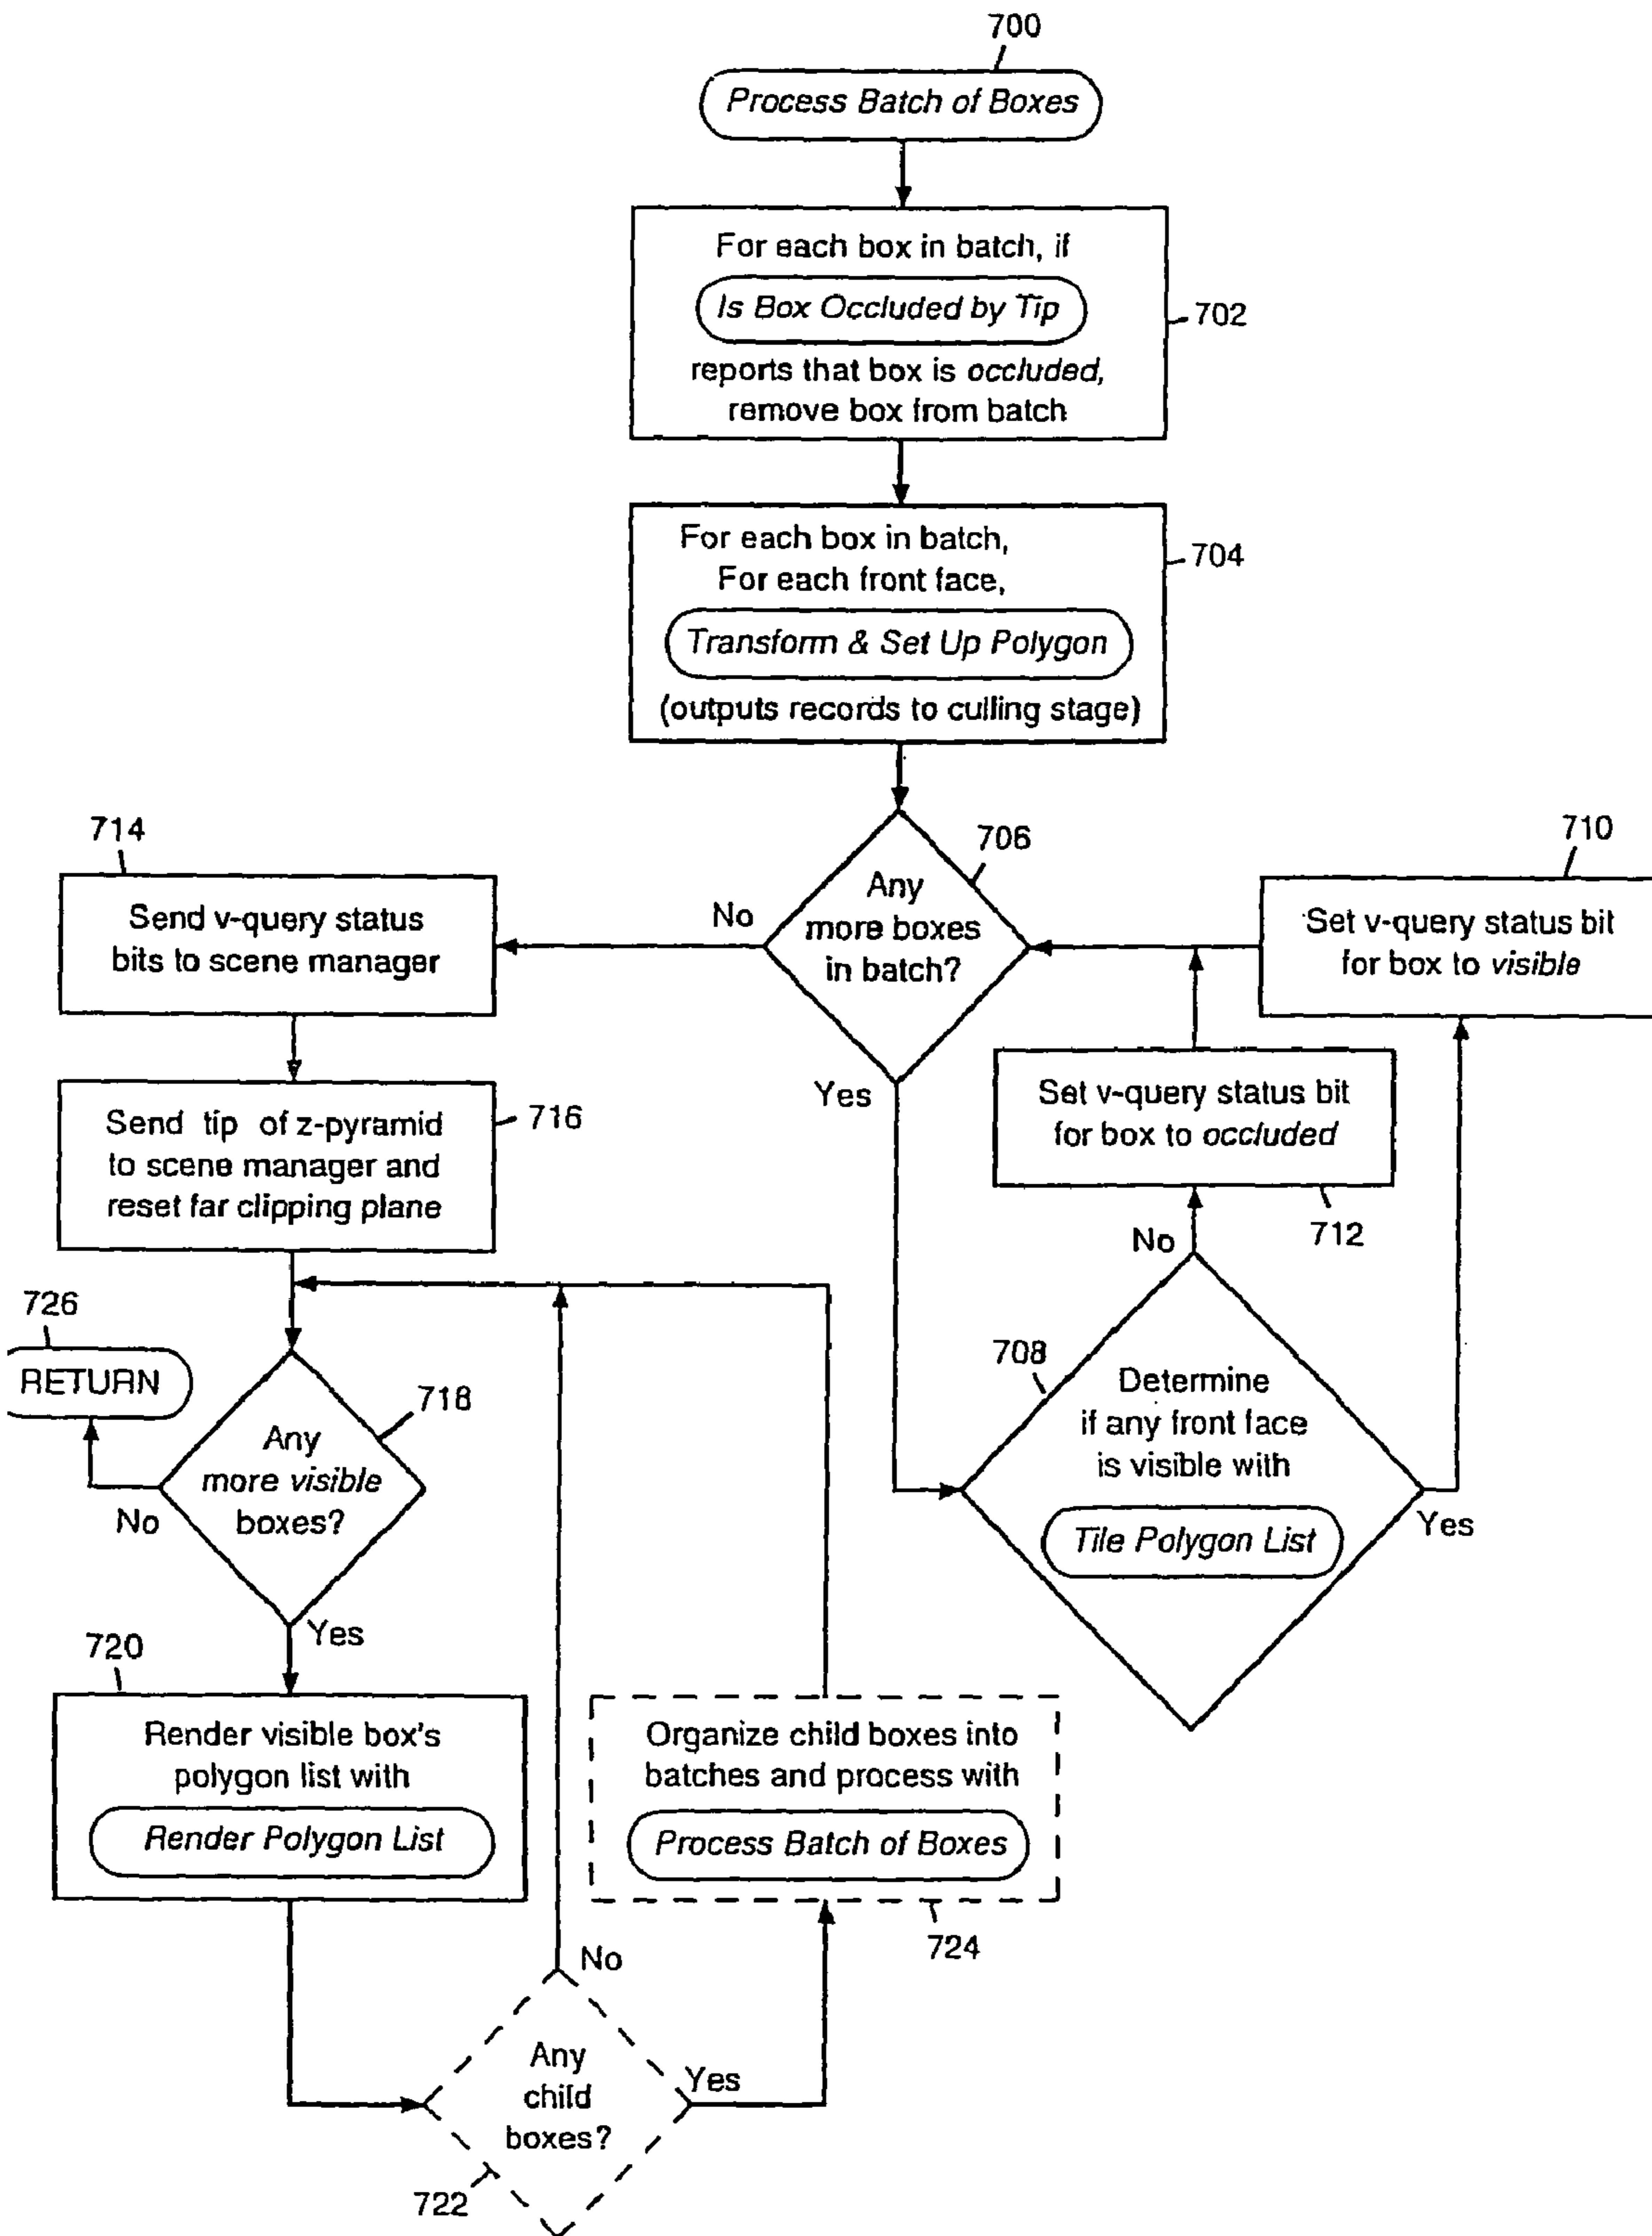 700
Process Batch of Boxes
For each box in batch, if
Is Box Occluded by Tip
reports that box is occluded,
remove box from batch
702
For each box in batch,
For each front face,
Transform & Set Up Polygon
(outputs records to culling stage)
704
706
Any
more boxes
in batch?
No
Yes
714
Send v-query status
bits to scene manager
710
Set v-query status bit
for box to visible
Set v-query status bit
for box to occluded
712
Send tip of z-pyramid
to scene manager and
reset far clipping plane
716
No
708
Determine
if any front face
is visible with
Tile Polygon List
Yes
726
RETURN
718
Any
more visible
boxes?
No
Yes
720
Render visible box's
polygon list with
Render Polygon List
Organize child boxes into
batches and process with
Process Batch of Boxes
724
No
Any
child
boxes?
Yes
722